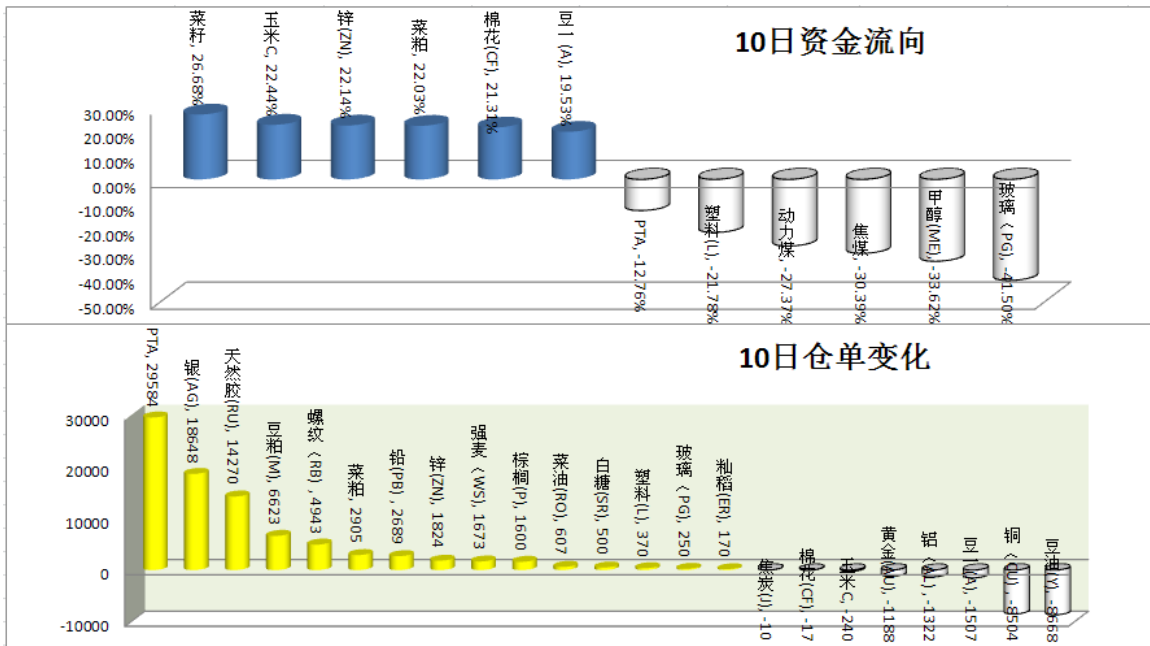 10日资金流向
30.00%
20.00%
10.00%
0.00%
-10.00%
-20.00%
-30.00%
-40.00%
-50.00%
菜籽, 26.68%
玉米C, 22.44%
锌(ZN), 22.14%
菜粕, 22.03%
棉花(CF), 21.31%
豆一(A), 19.53%
PTA, -12.76%
塑料(L), -21.78%
动力煤, -27.37%
焦煤, -30.39%
甲醇(ME), -33.62%
玻璃〈PG), -41.50%
10日仓单变化
30000
20000
10000
0
-10000
PTA, 29584
银(AG), 18648
天然胶(RU), 14270
豆粕(M), 6623
螺纹〈RB) , 4943
菜粕, 2905
铅(PB) , 2689
锌(ZN), 1824
强麦〈WS), 1673
棕榈(P), 1600
菜油(RO), 607
白糖(SR), 500
塑料(L), 370
玻璃〈PG), 250
籼稻(ER), 170
焦炭(J), -10
棉花(CF), -17
玉米C, -240
黄金(AU), -1188
铝〈AL), -1322
豆一(A), -1507
铜〈CU), -8504
豆油(Y), -8668